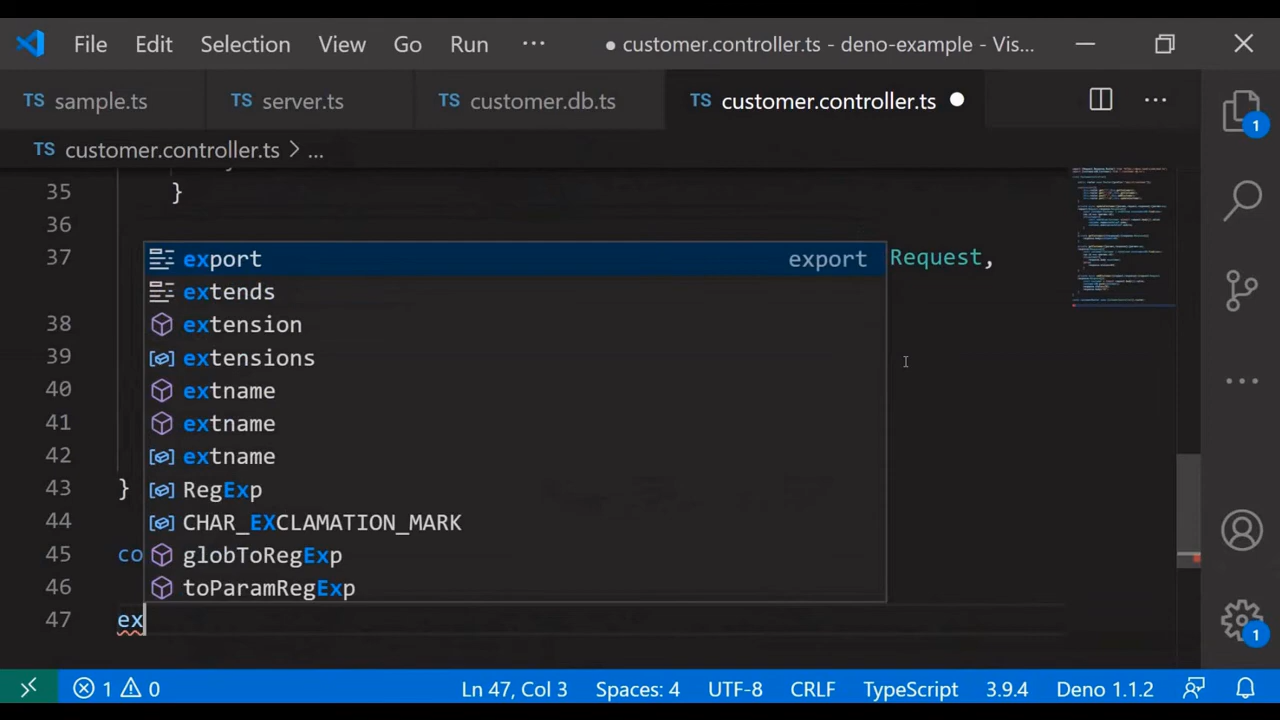 File Edit Selection View Go Run ··· ● customer.controller.ts - deno-example - Vis...
TS sample.ts TS server.ts TS customer.db.ts TS customer.controller.ts ●
TS customer.controller.ts > ...
35 }
36
37 Request,
38
39
40
41
42
43 }
44
45 co
46
47 ex
export export
extends
extension
extensions
extname
extname
extname
RegExp
CHAR_EXCLAMATION_MARK
globToRegExp
toParamRegExp
1
1
1 0 Ln 47, Col 3 Spaces: 4 UTF-8 CRLF TypeScript 3.9.4 Deno 1.1.2